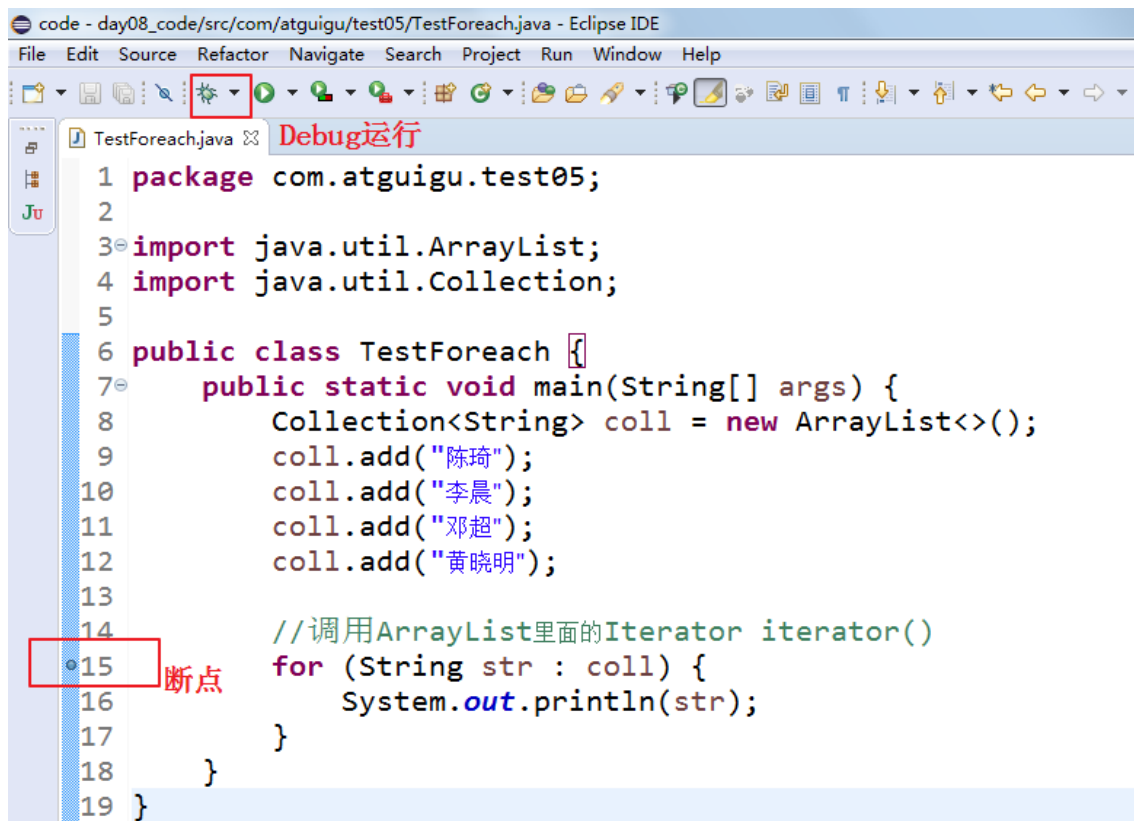 code - day08_code/src/com/atguigu/test05/TestForeach.java - Eclipse IDE
File Edit Source Refactor Navigate Search Project Run Window Help
TestForeach.java Debug运行
Ju
1 package com.atguigu.test05;
2
3 import java.util.ArrayList;
4 import java.util.Collection;
5
6 public class TestForeach {
7 public static void main(String[] args) {
8 Collection<String> coll = new ArrayList<>();
9 coll.add("陈琦");
10 coll.add("李晨");
11 coll.add("邓超");
12 coll.add("黄晓明");
13
14 //调用ArrayList里面的Iterator iterator()
15 for (String str : coll) {
断点
16 System.out.println(str);
17 }
18 }
19 }